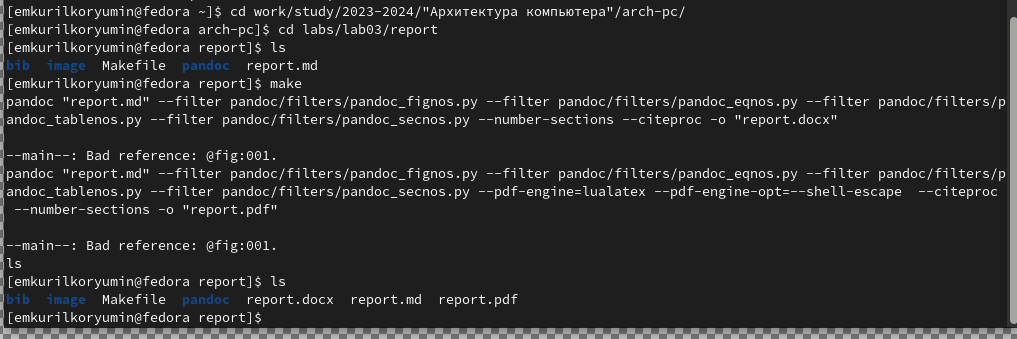 [emkurilkoryumin@fedora ~]$ cd work/study/2023-2024/"Архитектура компьютера"/arch-pc/
[emkurilkoryumin@fedora arch-pc]$ cd labs/lab03/report
[emkurilkoryumin@fedora report]$ ls
bib  image  Makefile  pandoc  report.md
[emkurilkoryumin@fedora report]$ make
pandoc "report.md" --filter pandoc/filters/pandoc_fignos.py --filter pandoc/filters/pandoc_eqnos.py --filter pandoc/filters/p
andoc_tablenos.py --filter pandoc/filters/pandoc_secnos.py --number-sections --citeproc -o "report.docx"
--main--: Bad reference: @fig:001.
pandoc "report.md" --filter pandoc/filters/pandoc_fignos.py --filter pandoc/filters/pandoc_eqnos.py --filter pandoc/filters/p
andoc_tablenos.py --filter pandoc/filters/pandoc_secnos.py --pdf-engine=lualatex --pdf-engine-opt=--shell-escape  --citeproc
 --number-sections -o "report.pdf"
--main--: Bad reference: @fig:001.
ls
[emkurilkoryumin@fedora report]$ ls
bib  image  Makefile  pandoc  report.docx  report.md  report.pdf
[emkurilkoryumin@fedora report]$